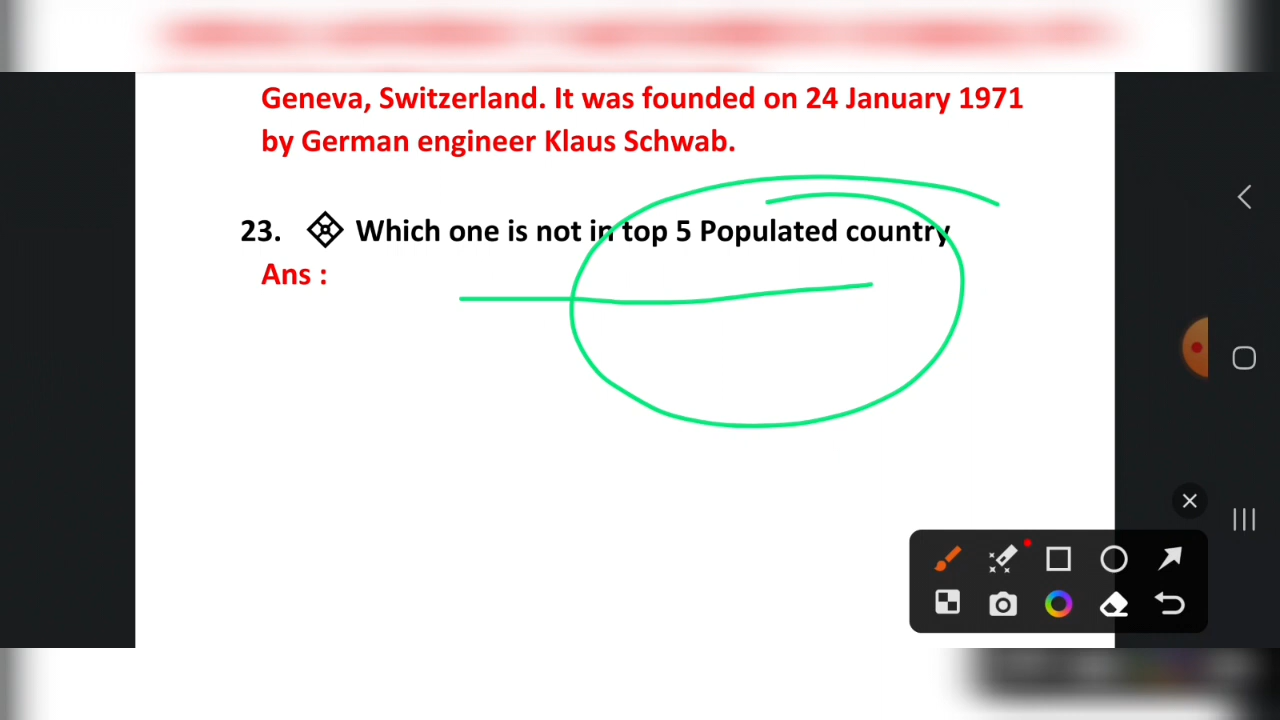 Geneva, Switzerland. It was founded on 24 January 1971
by German engineer Klaus Schwab.
23. Which one is not in top 5 Populated country
Ans :